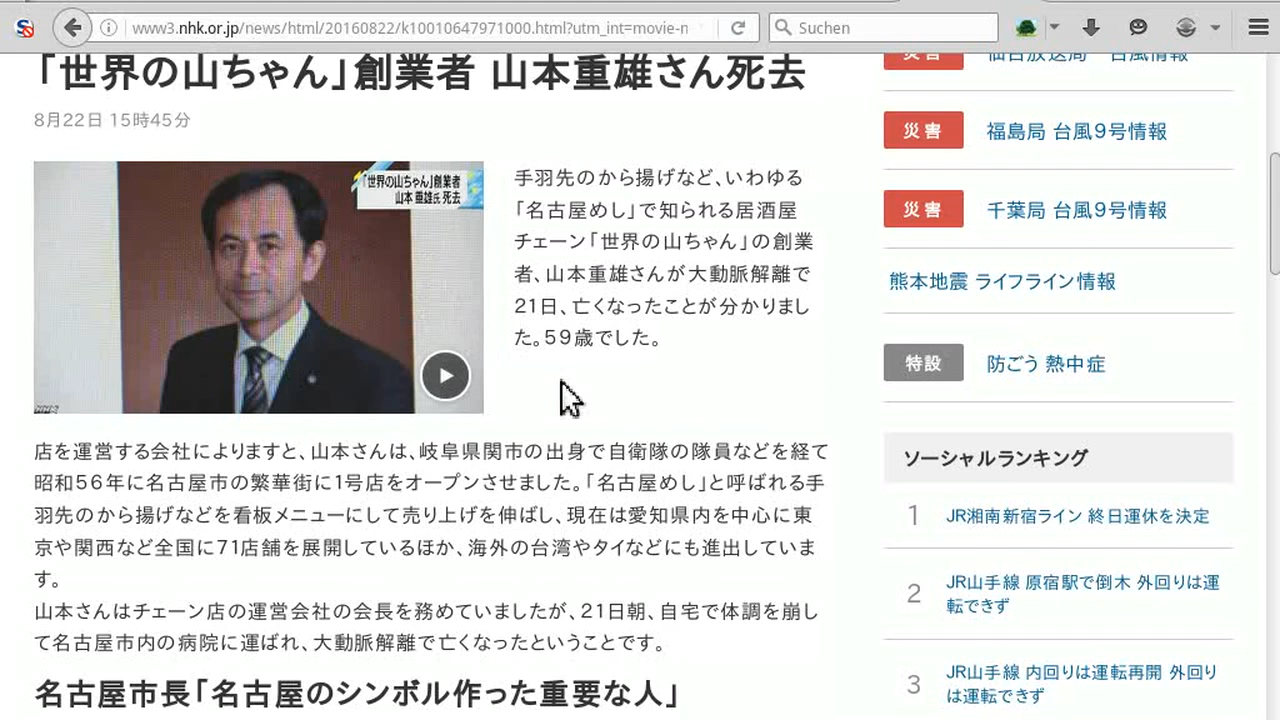 www3.nhk.or.jp/news/html/20160822/k10010647971000.html?utm_int=movie-n
Suchen
「世界の山ちゃん」創業者 山本重雄さん死去
8月22日 15時45分
「世界の山ちゃん」創業者
山本 重雄氏 死去
NHK
手羽先のから揚げなど、いわゆる
「名古屋めし」で知られる居酒屋
チェーン「世界の山ちゃん」の創業
者、山本重雄さんが大動脈解離で
21日、亡くなったことが分かりまし
た。59歳でした。
店を運営する会社によりますと、山本さんは、岐阜県関市の出身で自衛隊の隊員などを経て
昭和56年に名古屋市の繁華街に1号店をオープンさせました。「名古屋めし」と呼ばれる手
羽先のから揚げなどを看板メニューにして売り上げを伸ばし、現在は愛知県内を中心に東
京や関西など全国に71店舗を展開しているほか、海外の台湾やタイなどにも進出していま
す。
山本さんはチェーン店の運営会社の会長を務めていましたが、21日朝、自宅で体調を崩し
て名古屋市内の病院に運ばれ、大動脈解離で亡くなったということです。
名古屋市長「名古屋のシンボル作った重要な人」
災害 仙台放送局 台風情報
災害 福島局 台風9号情報
災害 千葉局 台風9号情報
熊本地震 ライフライン情報
特設 防ごう 熱中症
ソーシャルランキング
1 JR湘南新宿ライン 終日運休を決定
2 JR山手線 原宿駅で倒木 外回りは運
転できず
3 JR山手線 内回りは運転再開 外回り
は運転できず